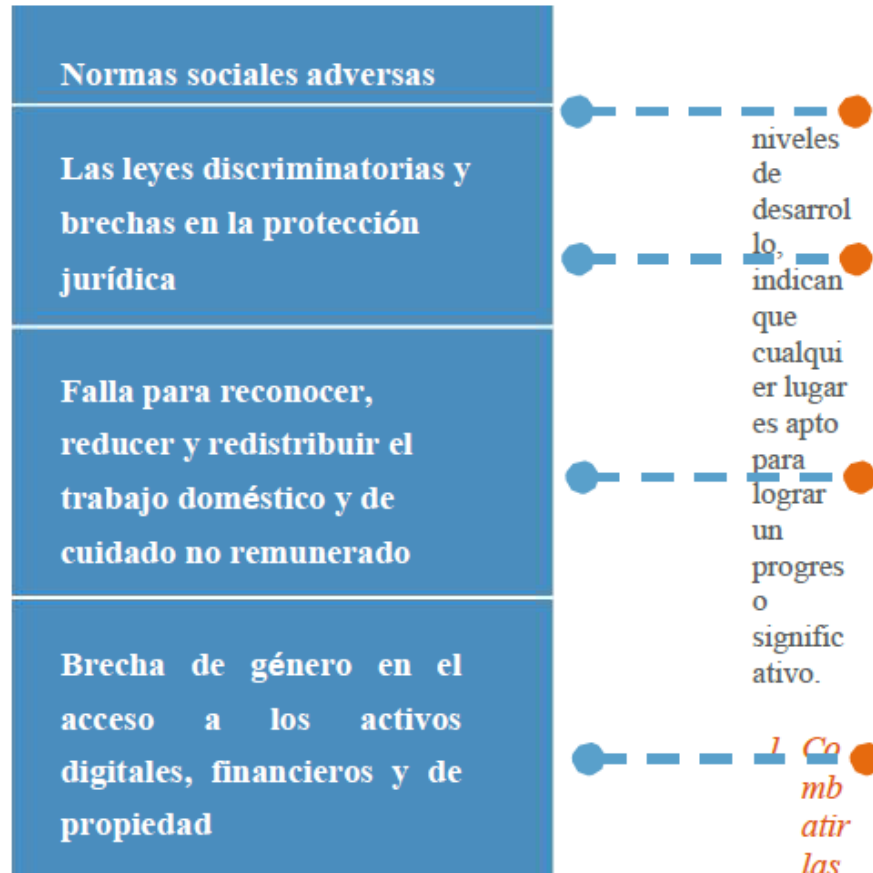 Normas sociales adversas
Las leyes discriminatorias y
brechas en la protección
jurídica
Falla para reconocer,
reducer y redistribuir el
trabajo doméstico y de
cuidado no remunerado
Brecha de género en el
acceso a los activos
digitales, financieros y de
propiedad
niveles
de
desarrol
lo,
indican
que
cualqui
er lugar
es apto
para
lograr
un
progres
o
signific
ativo.
1 Co
mb
atir
las